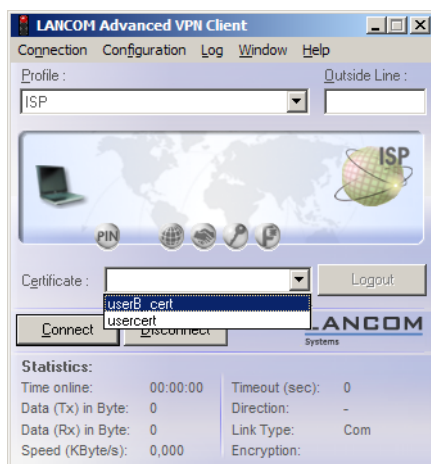 LANCOM Advanced VPN Client
Connection Configuration Log Window Help
Profile : Outside Line :
ISP
ISP
PIN
Certificate : Logout
userB_cert
usercert
Connect Disconnect LANCOM
Systems
Statistics:
Time online: 00:00:00 Timeout (sec): 0
Data (Tx) in Byte: 0 Direction: -
Data (Rx) in Byte: 0 Link Type: Com
Speed (KByte/s): 0,000 Encryption: